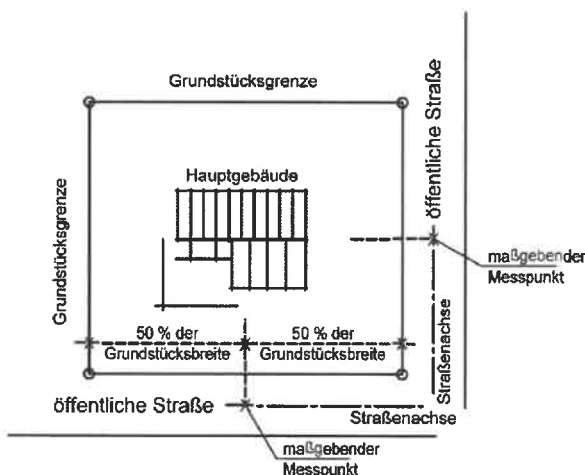 Grundstücksgrenze
öffentliche Straße
Hauptgebäude
Grundstücksgrenze
maßgebender
Messpunkt
50 % der
Grundstücksbreite
50 % der
Grundstücksbreite
Straßenachse
öffentliche Straße
Straßenachse
maßgebender
Messpunkt